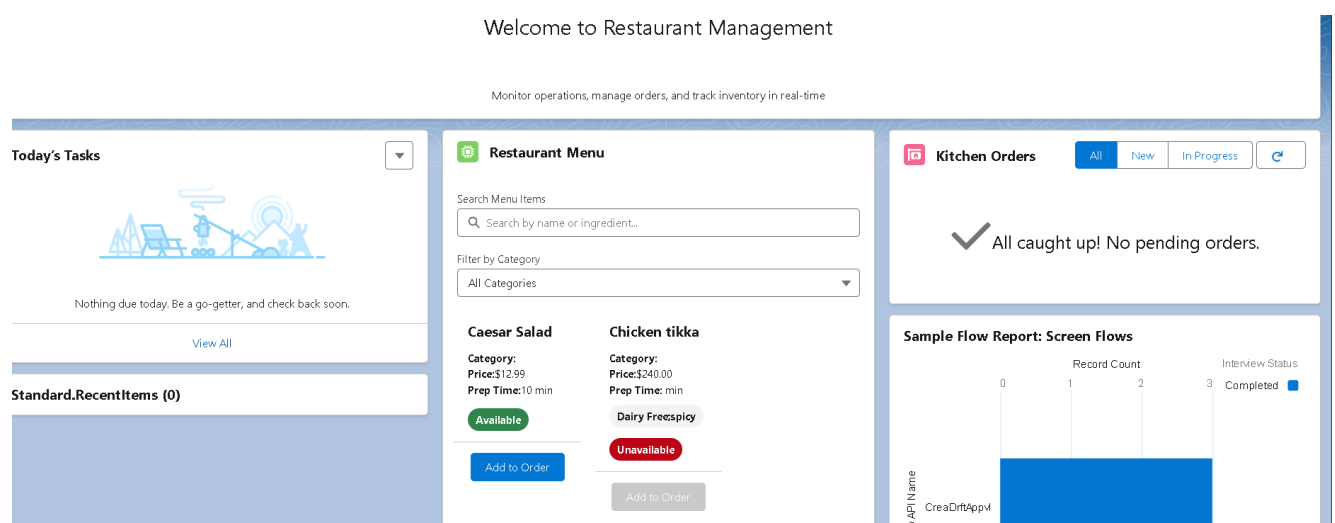 Welcome to Restaurant Management
Monitor operations, manage orders, and track inventory in real-time
Today's Tasks
Nothing due today. Be a go-getter, and check back soon.
View All
Standard.RecentItems (0)
Restaurant Menu
Search Menu Items
Search by name or ingredient...
Filter by Category
All Categories
Caesar Salad
Category:
Price:$12.99
Prep Time:10 min
Available
Add to Order
Chicken tikka
Category:
Price:$240.00
Prep Time: min
Dairy Free;spicy
Unavailable
Add to Order
Kitchen Orders
All New In Progress
All caught up! No pending orders.
Sample Flow Report: Screen Flows
Record Count
Interview Status
0 1 2 3
Completed
API Name
CreaDrftAppvl